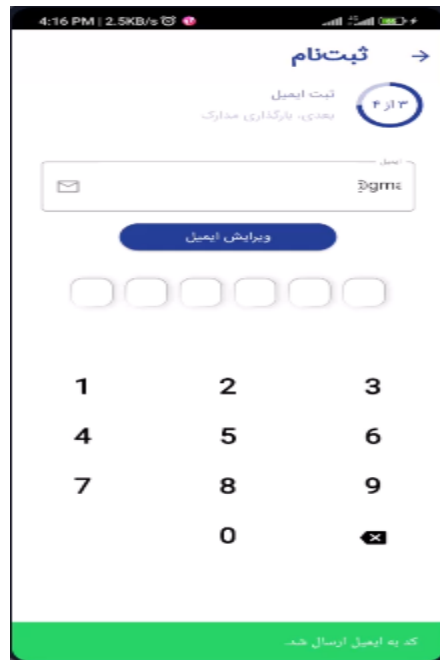 4:16 PM | 2.5KB/s
ثبت‌نام
۳ از ۴
ثبت ایمیل
بعدی، بارگذاری مدارک
ایمیل
@gma
ویرایش ایمیل
1 2 3
4 5 6
7 8 9
0
کد به ایمیل ارسال شد.